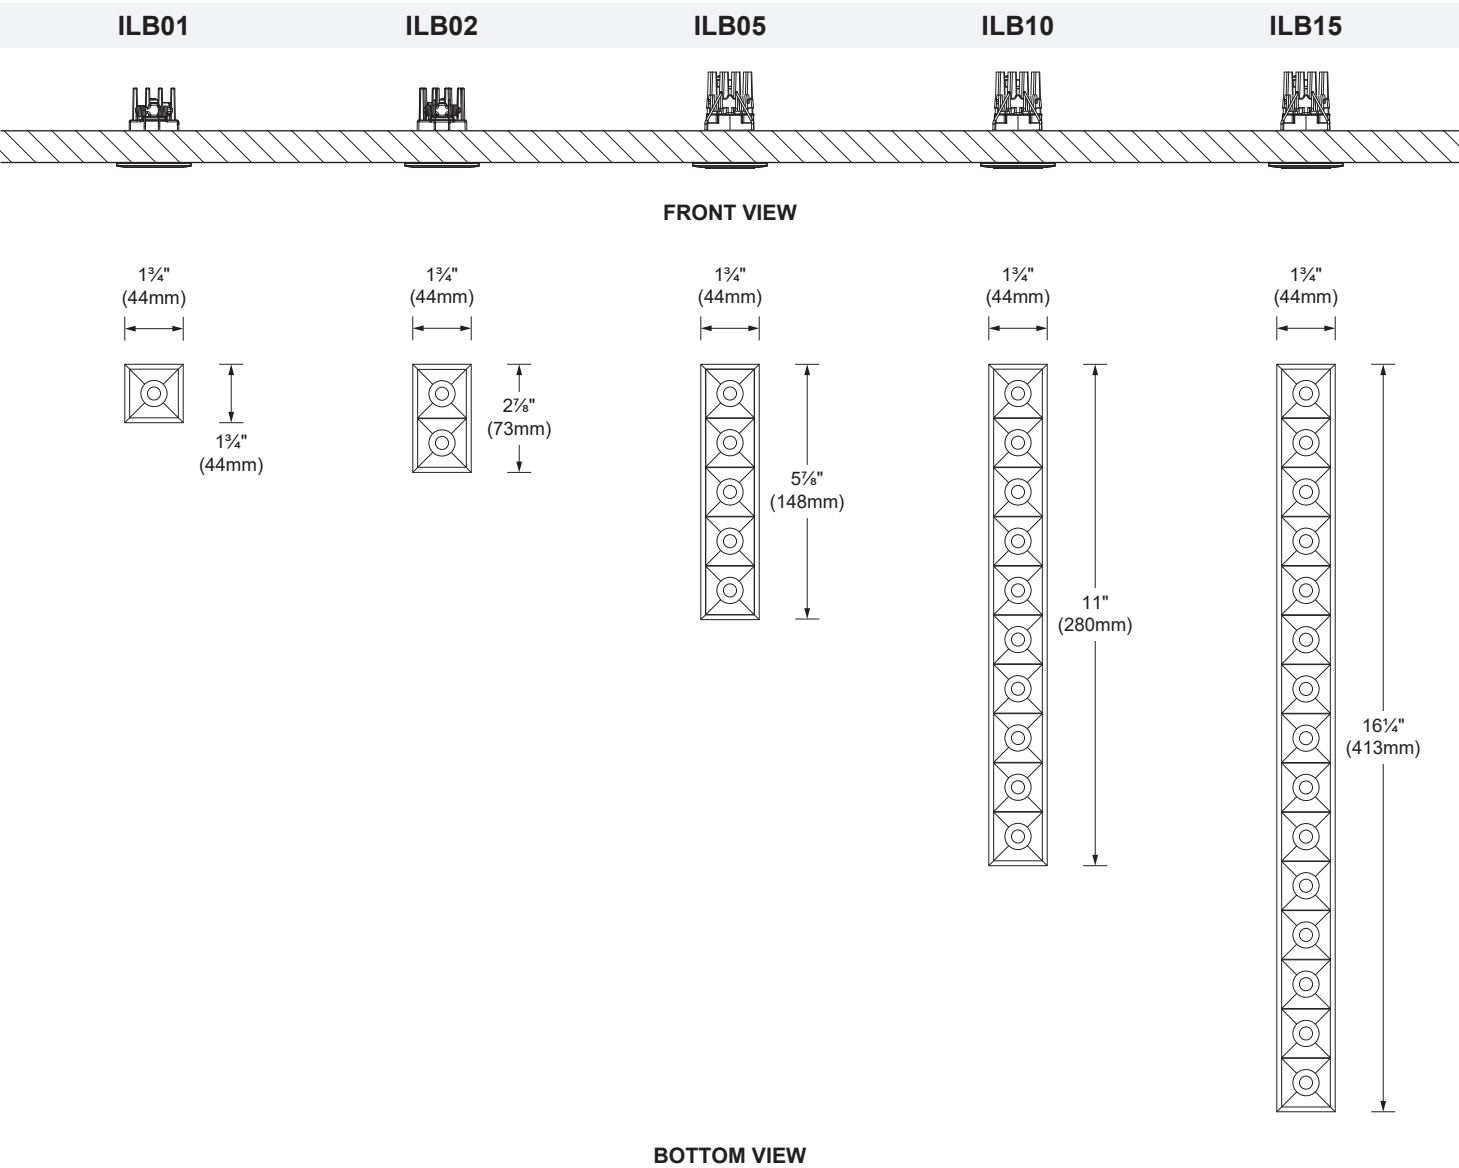 ILB01 ILB02 ILB05 ILB10 ILB15
FRONT VIEW
1¾" 1¾" 1¾" 1¾" 1¾"
(44mm) (44mm) (44mm) (44mm) (44mm)
1¾"
(44mm)
2⅞"
(73mm)
5⅞"
(148mm)
11"
(280mm)
16¼"
(413mm)
BOTTOM VIEW